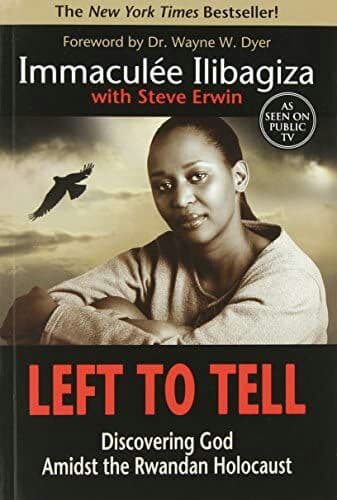 The New York Times Bestseller!
Foreword by Dr. Wayne W. Dyer
Immaculée Ilibagiza
with Steve Erwin
AS
SEEN ON
PUBLIC
TV
LEFT TO TELL
Discovering God
Amidst the Rwandan Holocaust